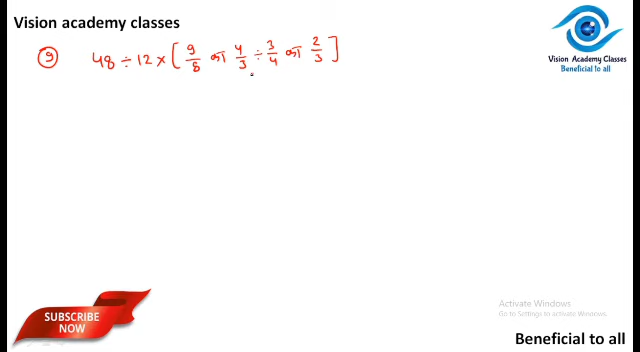 Vision academy classes
9 48 ÷ 12 × [ 9/8 का 4/3 ÷ 3/4 का 2/3 ]
Vision Academy Classes
Beneficial to all
SUBSCRIBE
NOW
Activate Windows
Go to Settings to activate Windows.
Beneficial to all